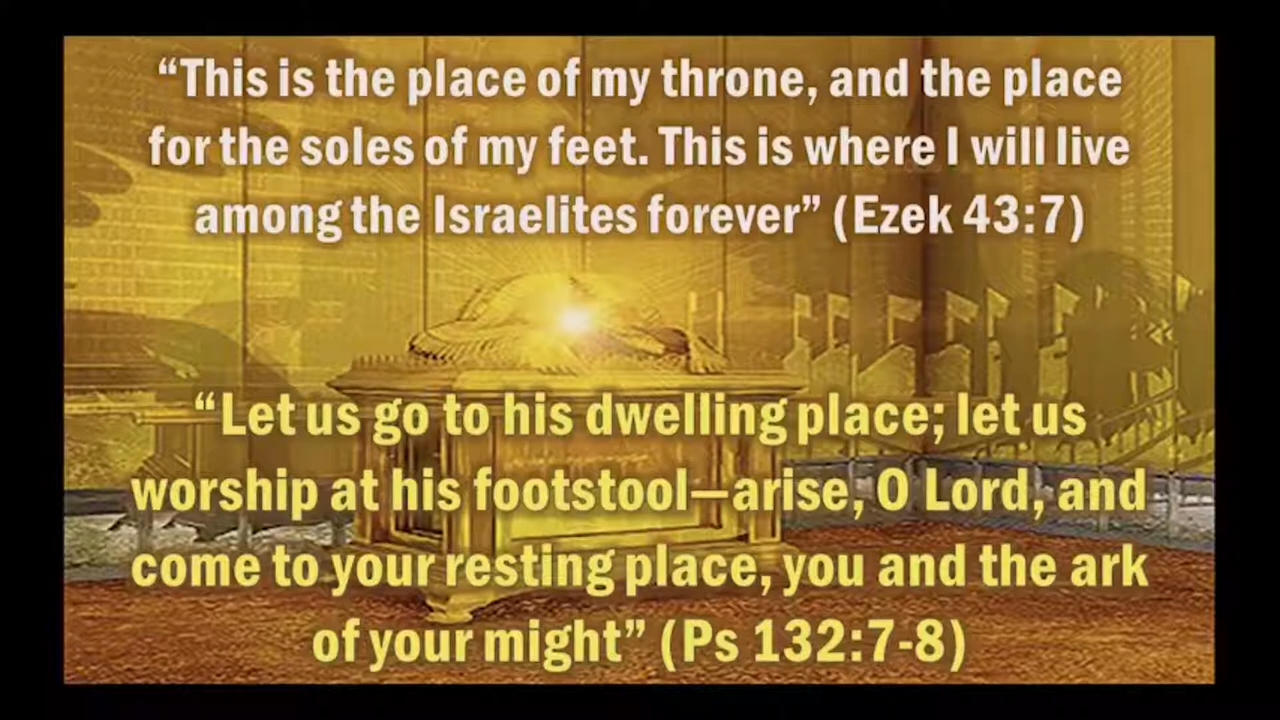 “This is the place of my throne, and the place
for the soles of my feet. This is where I will live
among the Israelites forever” (Ezek 43:7)
“Let us go to his dwelling place; let us
worship at his footstool—arise, O Lord, and
come to your resting place, you and the ark
of your might” (Ps 132:7-8)